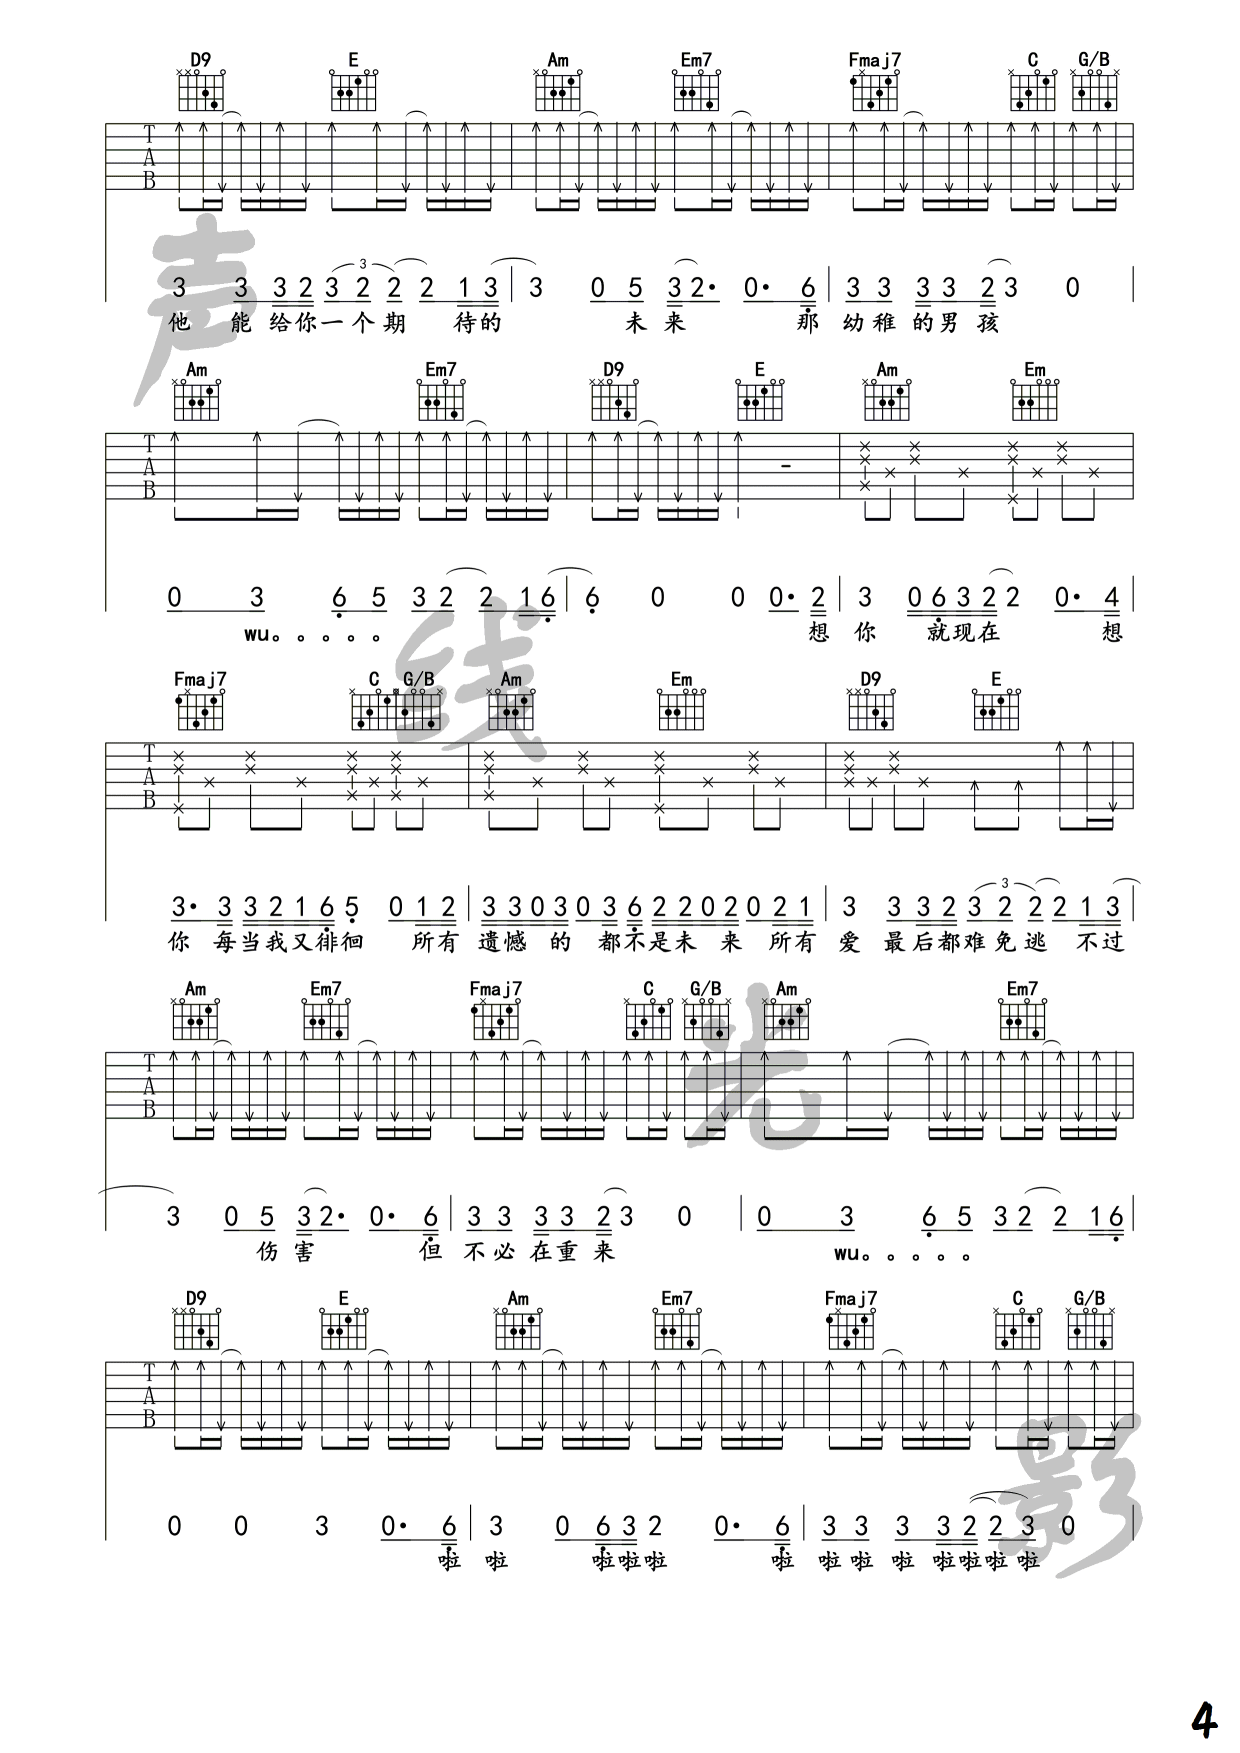 D9 E Am Em7 Fmaj7 C G/B
T A B
3 3 3 2 3 2 2 2 1 3 3 0 5 3 2· 0· 6 3 3 3 3 2 3 0
他 能 给 你 一 个 期 待 的 未 来 那 幼 稚 的 男 孩
Am Em7 D9 E Am Em
T A B
0 3 6 5 3 2 2 1 6 6 0 0 0· 2 3 0 6 3 2 2 0· 4
wu。。。。。 想 你 就 现 在 想
Fmaj7 C G/B Am Em D9 E
T A B
3· 3 3 2 1 6 5 0 1 2 3 3 0 3 0 3 6 2 2 0 2 0 2 1 3 3 3 2 3 2 2 2 1 3
你 每 当 我 又 徘 徊 所 有 遗 憾 的 都 不 是 未 来 所 有 爱 最 后 都 难 免 逃 不 过
Am Em7 Fmaj7 C G/B Am Em7
T A B
3 0 5 3 2· 0· 6 3 3 3 3 2 3 0 0 3 6 5 3 2 2 1 6
伤 害 但 不 必 在 重 来 wu。。。。。
D9 E Am Em7 Fmaj7 C G/B
T A B
0 0 3 0· 6 3 0 6 3 2 0· 6 3 3 3 3 2 2 3 0
啦 啦 啦 啦 啦 啦 啦 啦 啦 啦 啦 啦 啦
声线光影
4